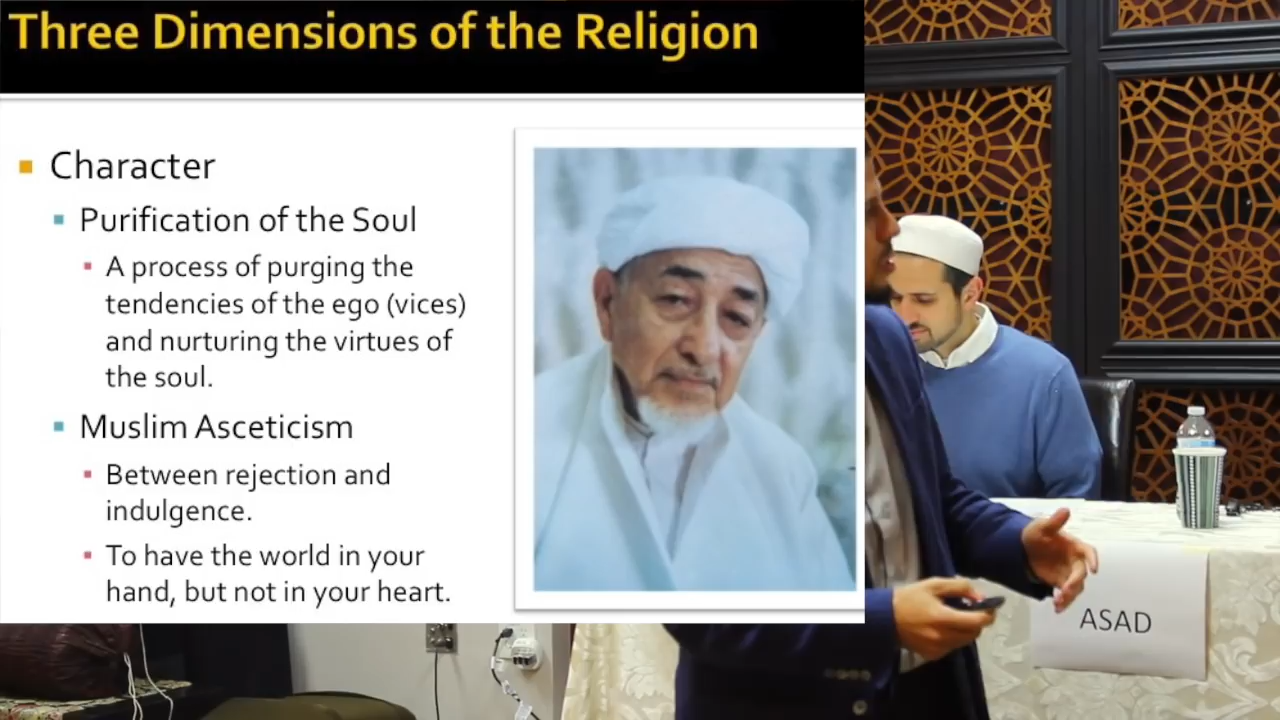 Three Dimensions of the Religion
Character
Purification of the Soul
A process of purging the
tendencies of the ego (vices)
and nurturing the virtues of
the soul.
Muslim Asceticism
Between rejection and
indulgence.
To have the world in your
hand, but not in your heart.
ASAD